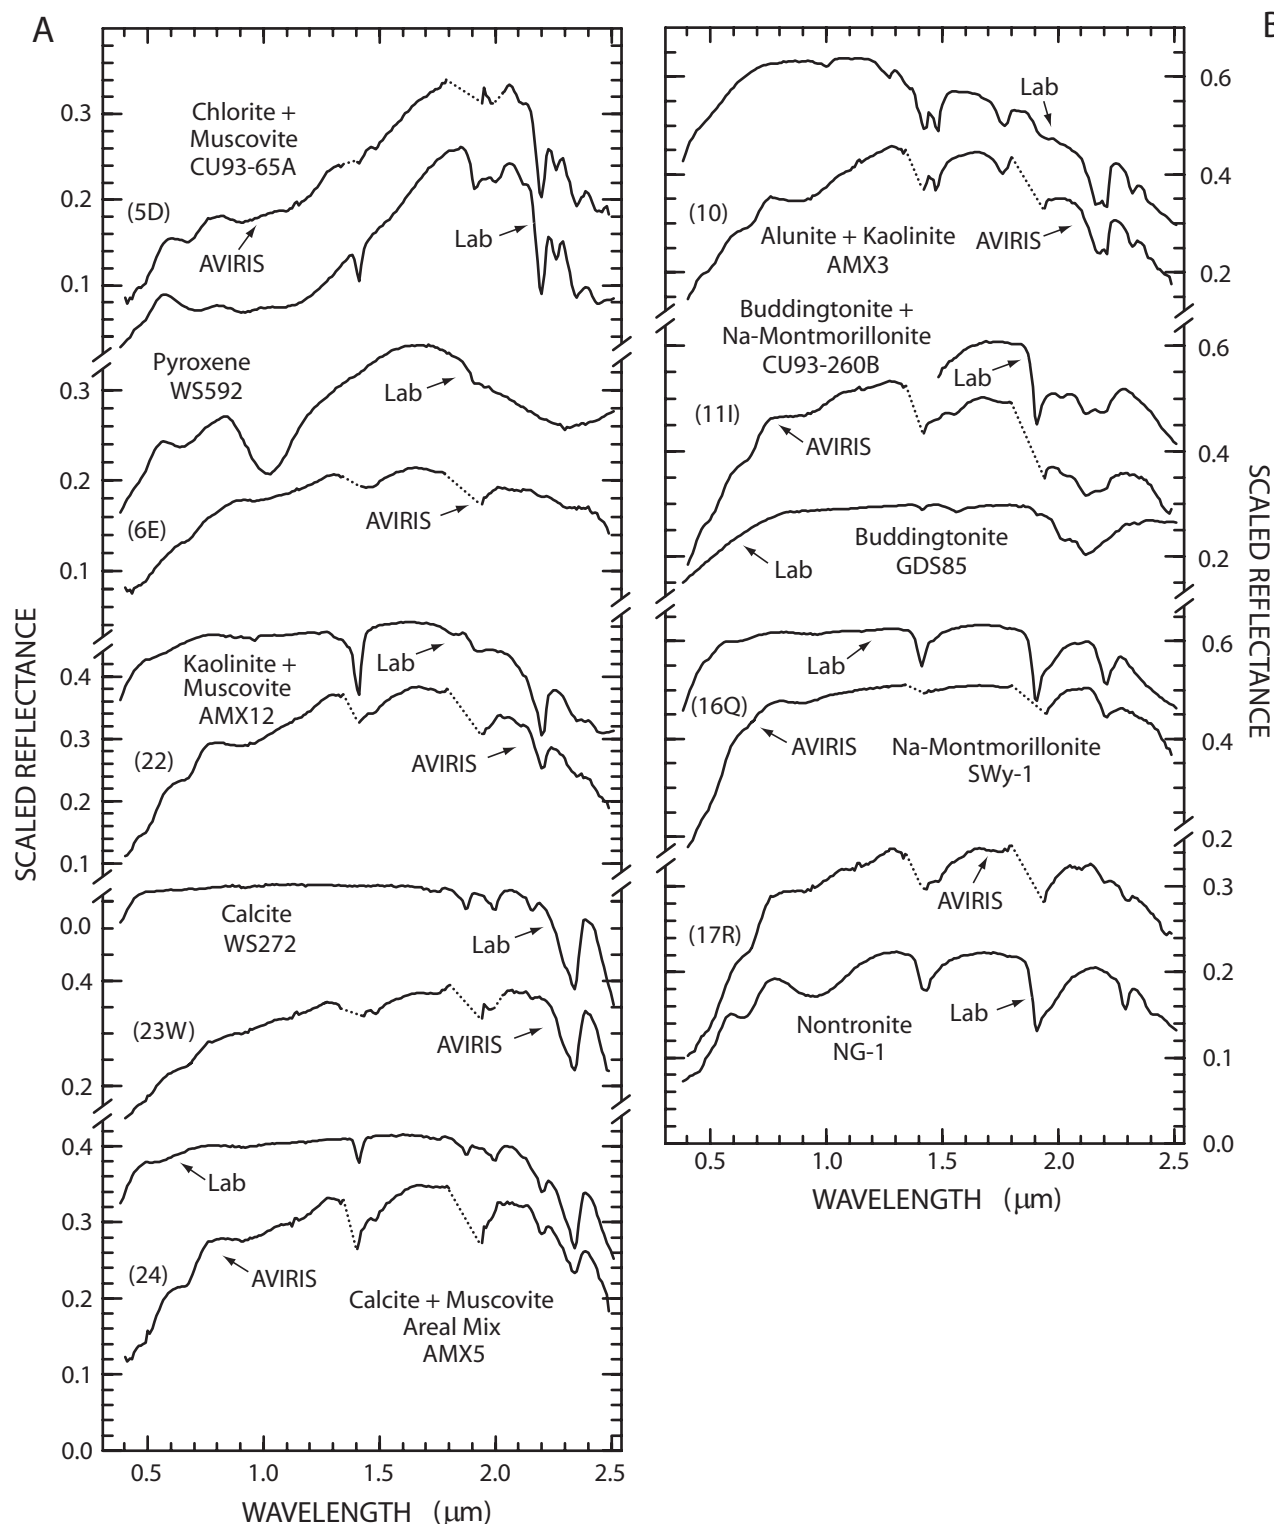 A
SCALED REFLECTANCE
0.3
0.2
0.1
Chlorite +
Muscovite
CU93-65A
(5D)
AVIRIS
Lab
0.3
0.2
0.1
Pyroxene
WS592
Lab
(6E)
AVIRIS
0.4
0.3
0.2
0.1
0.0
Kaolinite +
Muscovite
AMX12
Lab
(22)
AVIRIS
Calcite
WS272
Lab
0.4
0.2
(23W)
AVIRIS
0.4
0.3
0.2
0.1
0.0
Lab
(24)
AVIRIS
Calcite + Muscovite
Areal Mix
AMX5
0.5 1.0 1.5 2.0 2.5
WAVELENGTH (µm)
B
SCALED REFLECTANCE
0.6
0.4
0.2
Lab
(10)
Alunite + Kaolinite
AMX3
AVIRIS
0.6
0.4
0.2
Buddingtonite +
Na-Montmorillonite
CU93-260B
Lab
(11I)
AVIRIS
Buddingtonite
GDS85
Lab
0.6
0.4
0.2
Lab
(16Q)
AVIRIS
Na-Montmorillonite
SWy-1
0.3
0.2
0.1
0.0
AVIRIS
(17R)
Nontronite
NG-1
Lab
0.5 1.0 1.5 2.0 2.5
WAVELENGTH (µm)